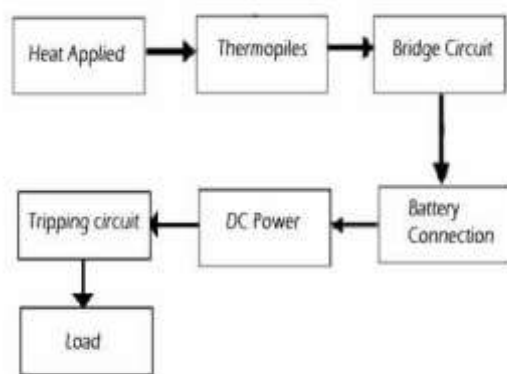 Heat Applied
Thermopiles
Bridge Circuit
Battery
Connection
DC Power
Tripping circuit
Load